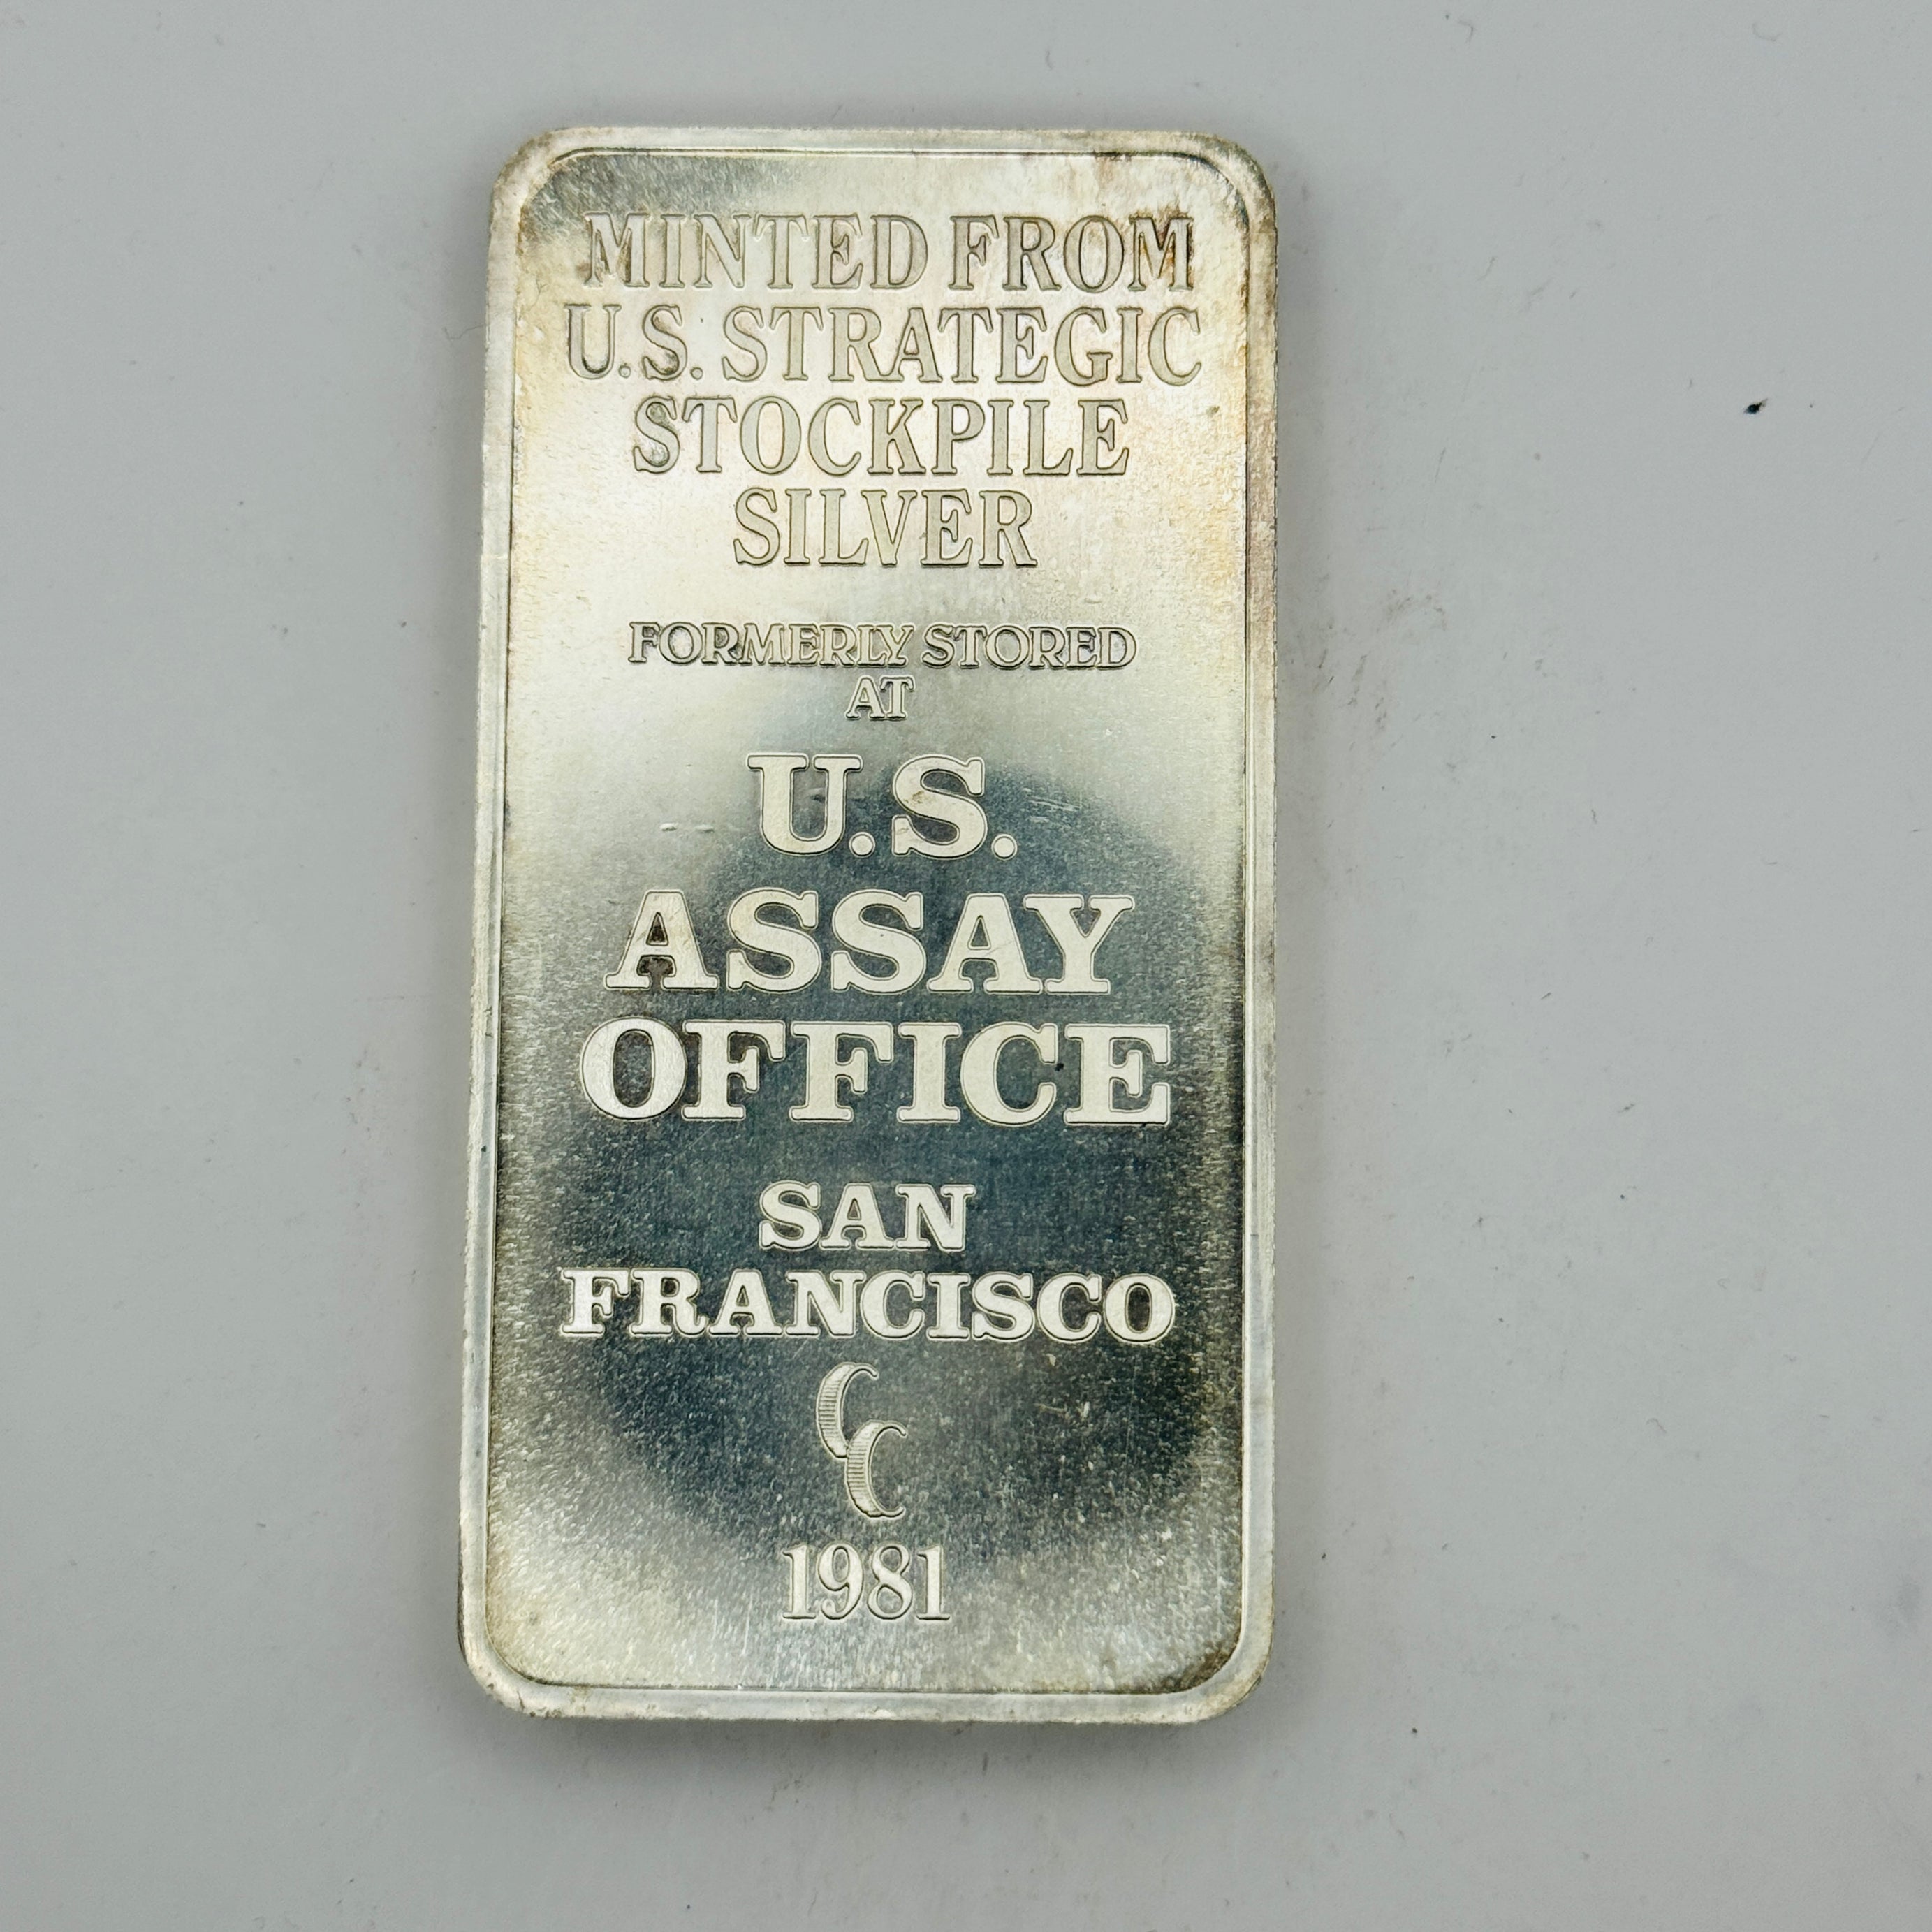 MINTED FROM
U.S. STRATEGIC
STOCKPILE
SILVER
FORMERLY STORED
AT
U.S.
ASSAY
OFFICE
SAN
FRANCISCO
CC
1981